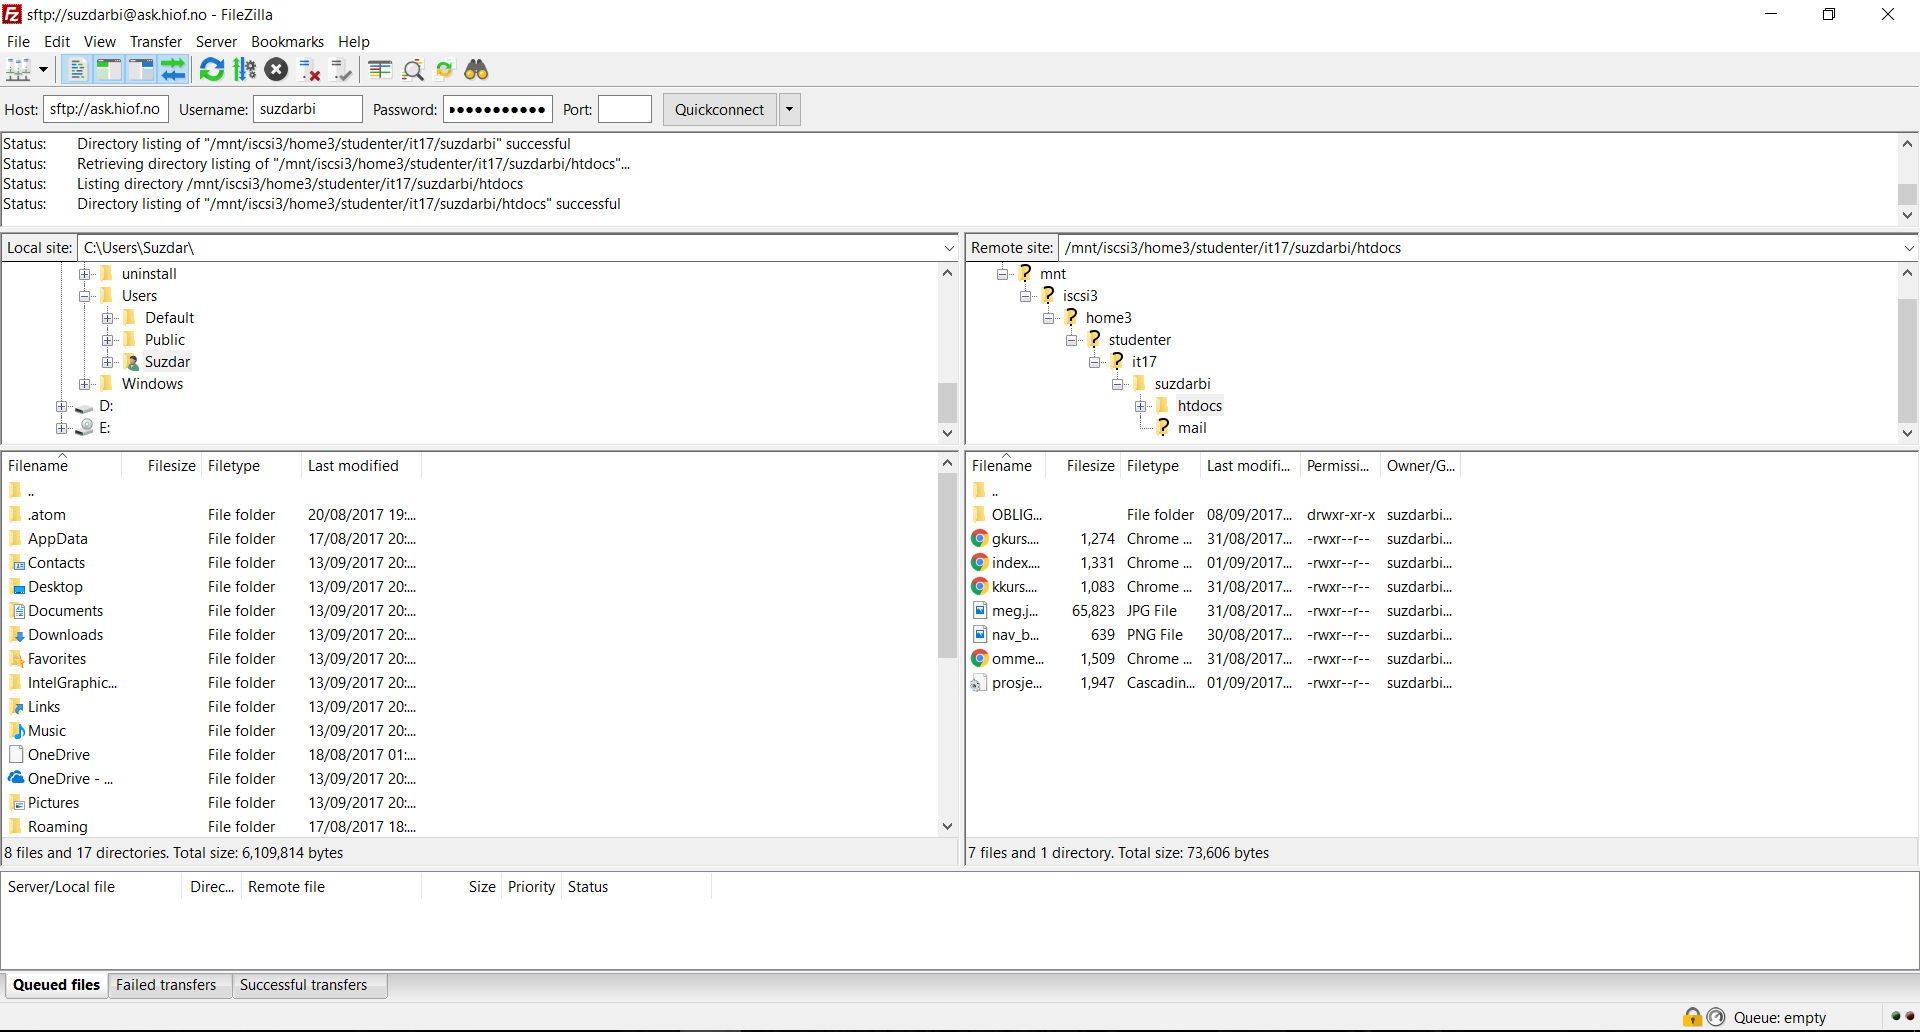 sftp://suzdarbi@ask.hiof.no - FileZilla
File Edit View Transfer Server Bookmarks Help
Host: sftp://ask.hiof.no Username: suzdarbi Password: ●●●●●●●●●●● Port: Quickconnect
Status: Directory listing of "/mnt/iscsi3/home3/studenter/it17/suzdarbi" successful
Status: Retrieving directory listing of "/mnt/iscsi3/home3/studenter/it17/suzdarbi/htdocs"...
Status: Listing directory /mnt/iscsi3/home3/studenter/it17/suzdarbi/htdocs
Status: Directory listing of "/mnt/iscsi3/home3/studenter/it17/suzdarbi/htdocs" successful
Local site: C:\Users\Suzdar\
uninstall
Users
Default
Public
Suzdar
Windows
D:
E:
Filename Filesize Filetype Last modified
..
.atom File folder 20/08/2017 19:...
AppData File folder 17/08/2017 20:...
Contacts File folder 13/09/2017 20:...
Desktop File folder 13/09/2017 20:...
Documents File folder 13/09/2017 20:...
Downloads File folder 13/09/2017 20:...
Favorites File folder 13/09/2017 20:...
IntelGraphic... File folder 13/09/2017 20:...
Links File folder 13/09/2017 20:...
Music File folder 13/09/2017 20:...
OneDrive File folder 18/08/2017 01:...
OneDrive - ... File folder 13/09/2017 20:...
Pictures File folder 13/09/2017 20:...
Roaming File folder 17/08/2017 18:...
8 files and 17 directories. Total size: 6,109,814 bytes
Remote site: /mnt/iscsi3/home3/studenter/it17/suzdarbi/htdocs
mnt
iscsi3
home3
studenter
it17
suzdarbi
htdocs
mail
Filename Filesize Filetype Last modifi... Permissi... Owner/G...
..
OBLIG... File folder 08/09/2017... drwxr-xr-x suzdarbi...
gkurs.... 1,274 Chrome ... 31/08/2017... -rwxr--r-- suzdarbi...
index.... 1,331 Chrome ... 01/09/2017... -rwxr--r-- suzdarbi...
kkurs.... 1,083 Chrome ... 31/08/2017... -rwxr--r-- suzdarbi...
meg.j... 65,823 JPG File 31/08/2017... -rwxr--r-- suzdarbi...
nav_b... 639 PNG File 30/08/2017... -rwxr--r-- suzdarbi...
omme... 1,509 Chrome ... 31/08/2017... -rwxr--r-- suzdarbi...
prosje... 1,947 Cascadin... 01/09/2017... -rwxr--r-- suzdarbi...
7 files and 1 directory. Total size: 73,606 bytes
Server/Local file Direc... Remote file Size Priority Status
Queued files Failed transfers Successful transfers
Queue: empty